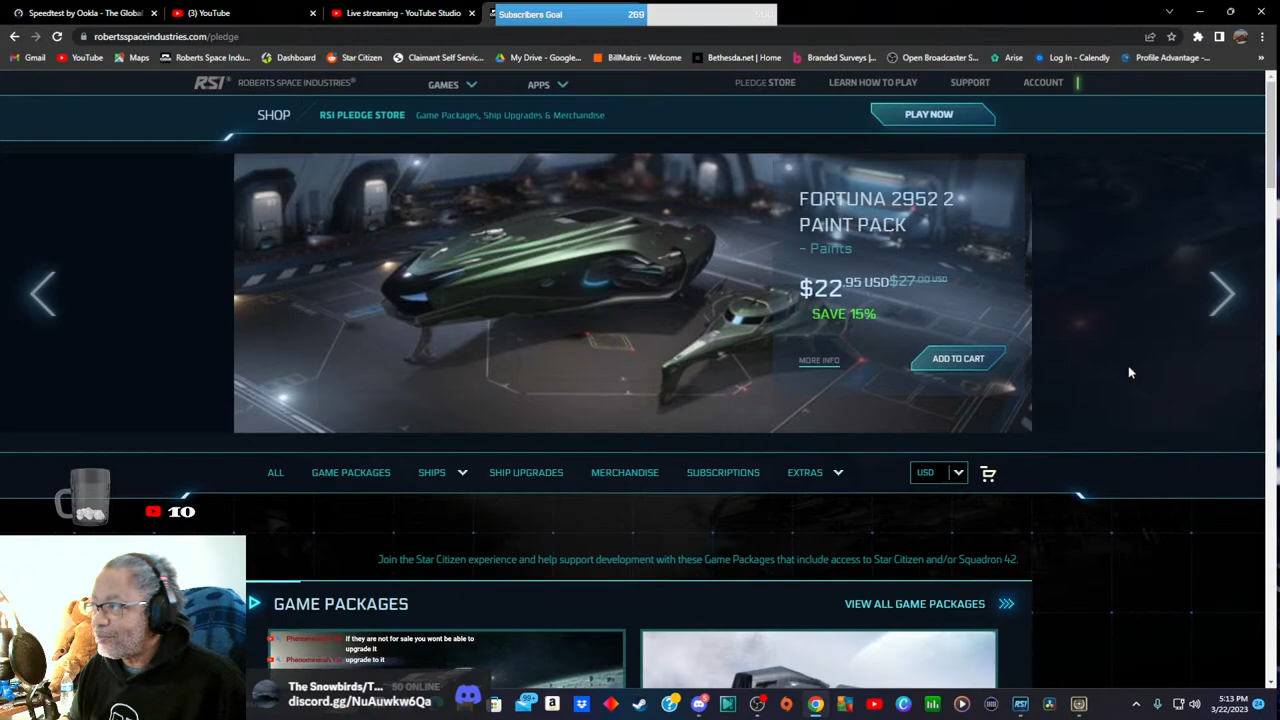 Speedtest by Ookla - The Global
(3) YouTube
Live streaming - YouTube Studio
Subscribers Goal 269
robertsspaceindustries.com/pledge
Gmail YouTube Maps Roberts Space Indus... Dashboard Star Citizen Claimant Self Servic... My Drive - Google... BillMatrix - Welcome Bethesda.net | Home Branded Surveys |... Open Source Assets... Arise Log In - Calendly Profile Advantage -...
RSI ROBERTS SPACE INDUSTRIES GAMES APPS PLEDGE STORE LEARN HOW TO PLAY SUPPORT ACCOUNT
SHOP RSI PLEDGE STORE Game Packages, Ship Upgrades & Merchandise PLAY NOW
FORTUNA 2952 2
PAINT PACK
- Paints
$22.95 USD $27.00 USD
SAVE 15%
MORE INFO ADD TO CART
ALL GAME PACKAGES SHIPS SHIP UPGRADES MERCHANDISE SUBSCRIPTIONS EXTRAS USD
10
Join the Star Citizen experience and help support development with these Game Packages that include access to Star Citizen and/or Squadron 42.
GAME PACKAGES VIEW ALL GAME PACKAGES
If they are not for sale you wont be able to
upgrade it
upgrade to it
The Snowbirds/T... 50 ONLINE
discord.gg/NuAuwkw6Qa
99+
5
5:13 PM
3/22/2023
24